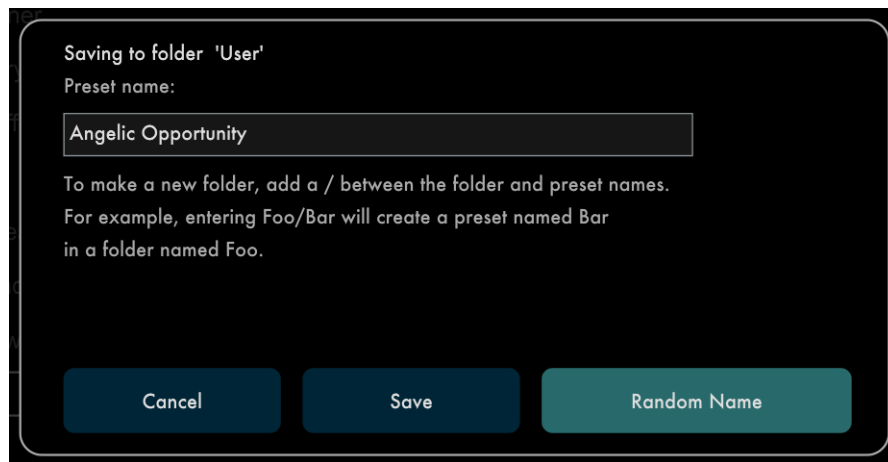 Saving to folder 'User'
Preset name:
Angelic Opportunity
To make a new folder, add a / between the folder and preset names.
For example, entering Foo/Bar will create a preset named Bar
in a folder named Foo.
Cancel
Save
Random Name